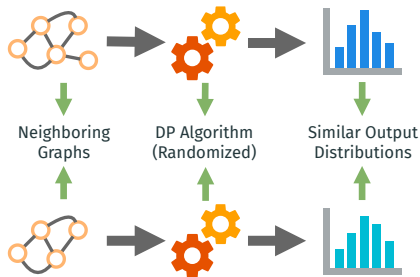 Neighboring
Graphs
DP Algorithm
(Randomized)
Similar Output
Distributions